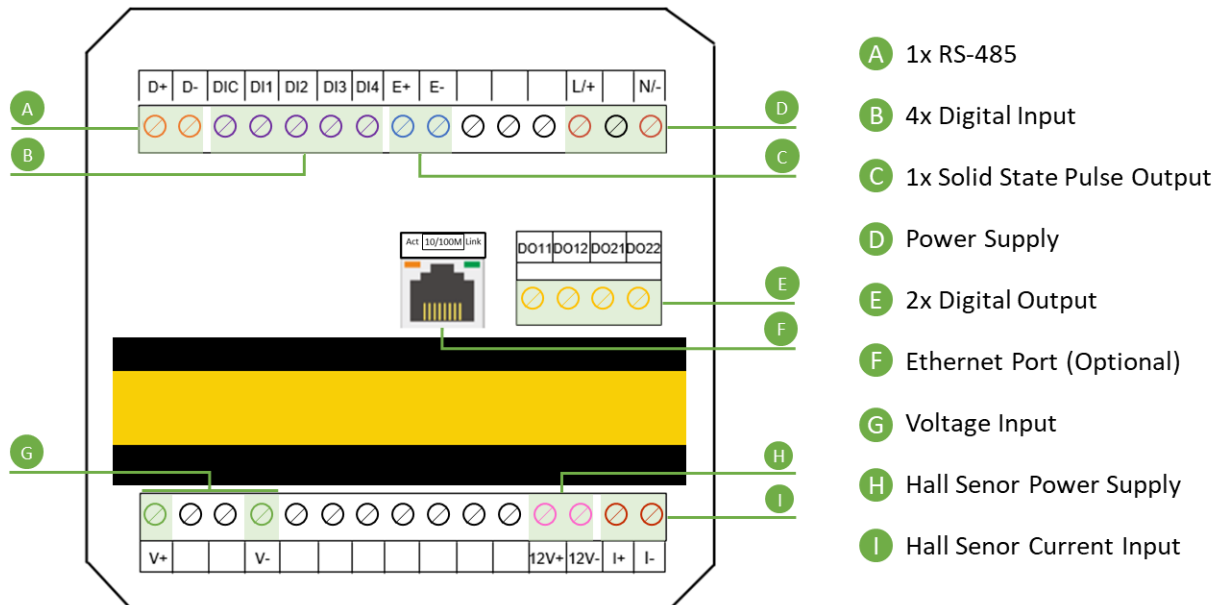 D+ D- DIC DI1 DI2 DI3 DI4 E+ E- L/+ N/-
A
B
D
C
Act 10/100M Link
DO11 DO12 DO21 DO22
E
F
G
H
I
V+ V- 12V+ 12V- I+ I-
A 1x RS-485
B 4x Digital Input
C 1x Solid State Pulse Output
D Power Supply
E 2x Digital Output
F Ethernet Port (Optional)
G Voltage Input
H Hall Senor Power Supply
I Hall Senor Current Input